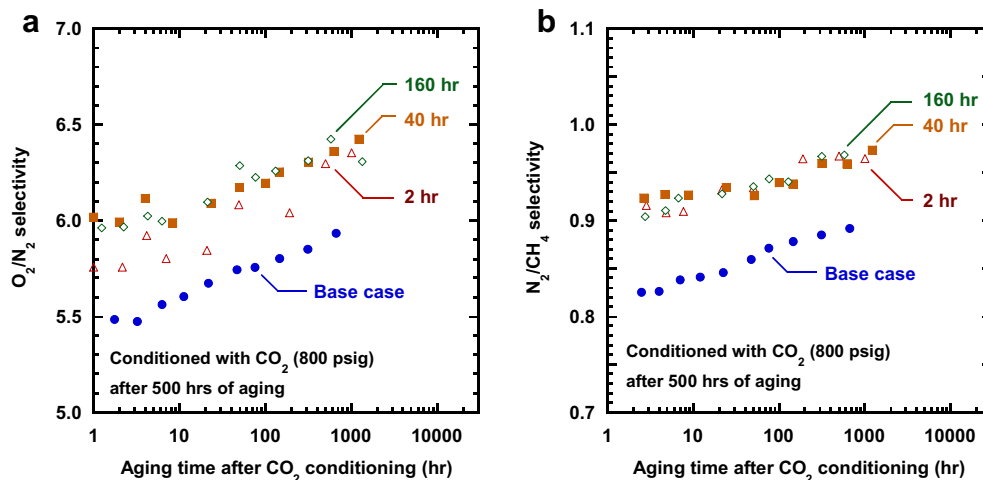 a
7.0
6.5
6.0
5.5
5.0
O2/N2 selectivity
160 hr
40 hr
2 hr
Base case
Conditioned with CO2 (800 psig)
after 500 hrs of aging
1 10 100 1000 10000
Aging time after CO2 conditioning (hr)
b
1.1
1.0
0.9
0.8
0.7
N2/CH4 selectivity
160 hr
40 hr
2 hr
Base case
Conditioned with CO2 (800 psig)
after 500 hrs of aging
1 10 100 1000 10000
Aging time after CO2 conditioning (hr)